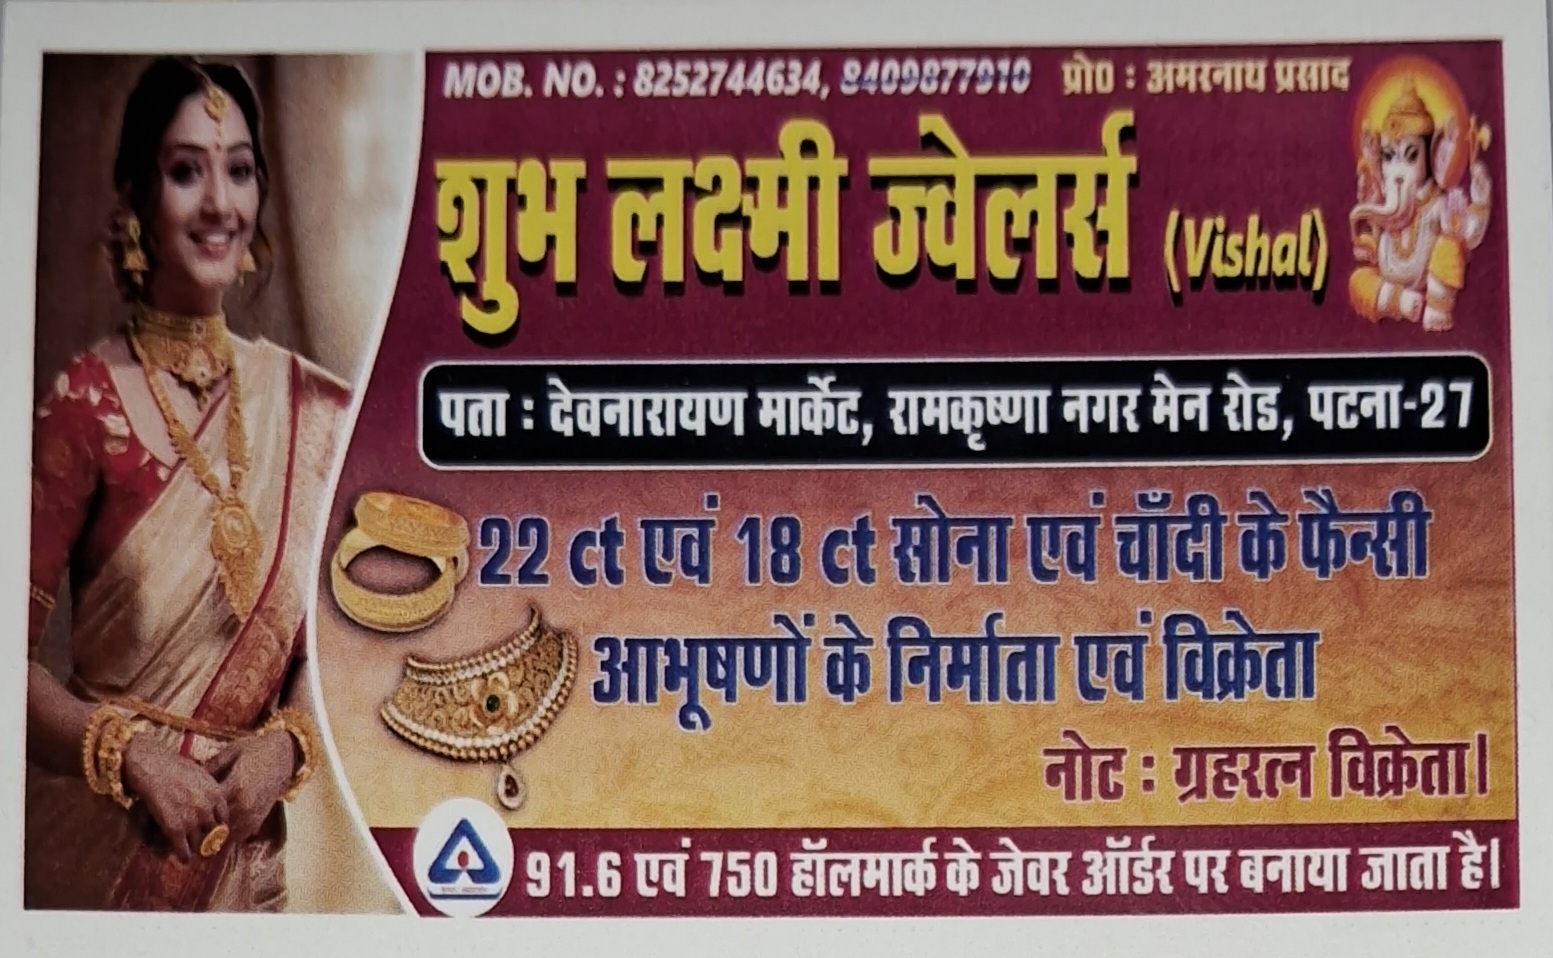 MOB. NO. : 8252744634, 8409877910 प्रो0 : अमरनाथ प्रसाद
शुभ लक्ष्मी ज्वेलर्स (Vishal)
पता : देवनारायण मार्केट, रामकृष्णा नगर मेन रोड, पटना-27
22 ct एवं 18 ct सोना एवं चाँदी के फैन्सी
आभूषणों के निर्माता एवं विक्रेता
नोट : ग्रहरत्न विक्रेता।
91.6 एवं 750 हॉलमार्क के जेवर ऑर्डर पर बनाया जाता है।